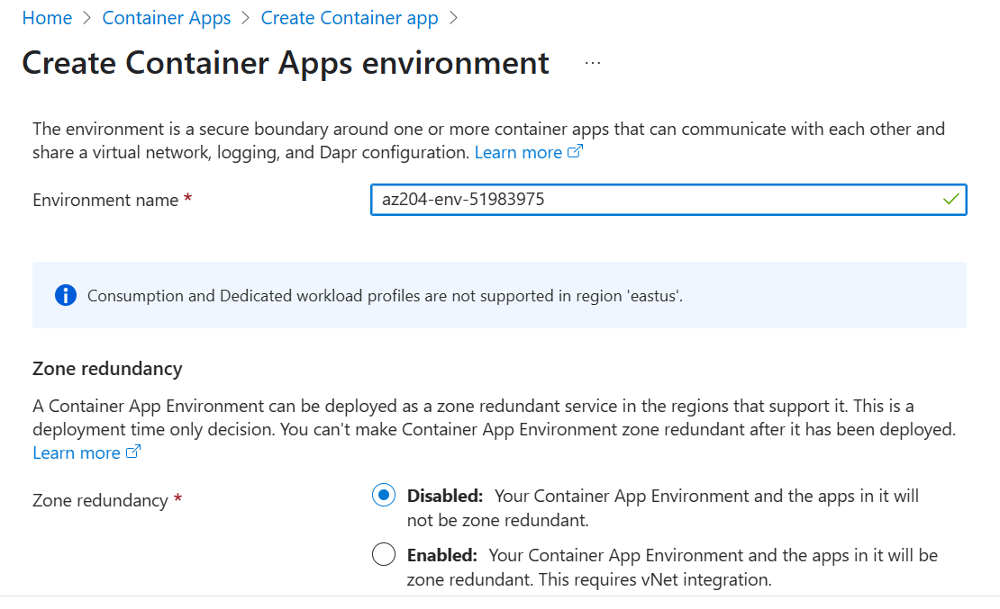 Home > Container Apps > Create Container app >
Create Container Apps environment ...
The environment is a secure boundary around one or more container apps that can communicate with each other and
share a virtual network, logging, and Dapr configuration. Learn more
Environment name *
az204-env-51983975
Consumption and Dedicated workload profiles are not supported in region 'eastus'.
Zone redundancy
A Container App Environment can be deployed as a zone redundant service in the regions that support it. This is a
deployment time only decision. You can't make Container App Environment zone redundant after it has been deployed.
Learn more
Zone redundancy *
Disabled: Your Container App Environment and the apps in it will
not be zone redundant.
Enabled: Your Container App Environment and the apps in it will be
zone redundant. This requires vNet integration.